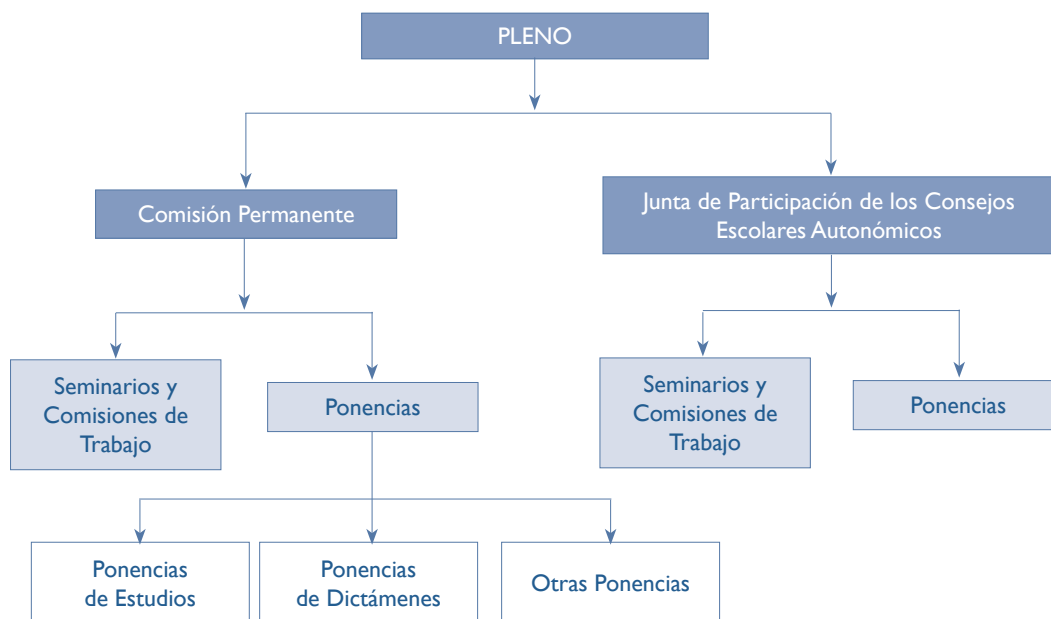 PLENO
Comisión Permanente
Junta de Participación de los Consejos
Escolares Autonómicos
Seminarios y
Comisiones de
Trabajo
Ponencias
Seminarios y
Comisiones de
Trabajo
Ponencias
Ponencias
de Estudios
Ponencias
de Dictámenes
Otras Ponencias